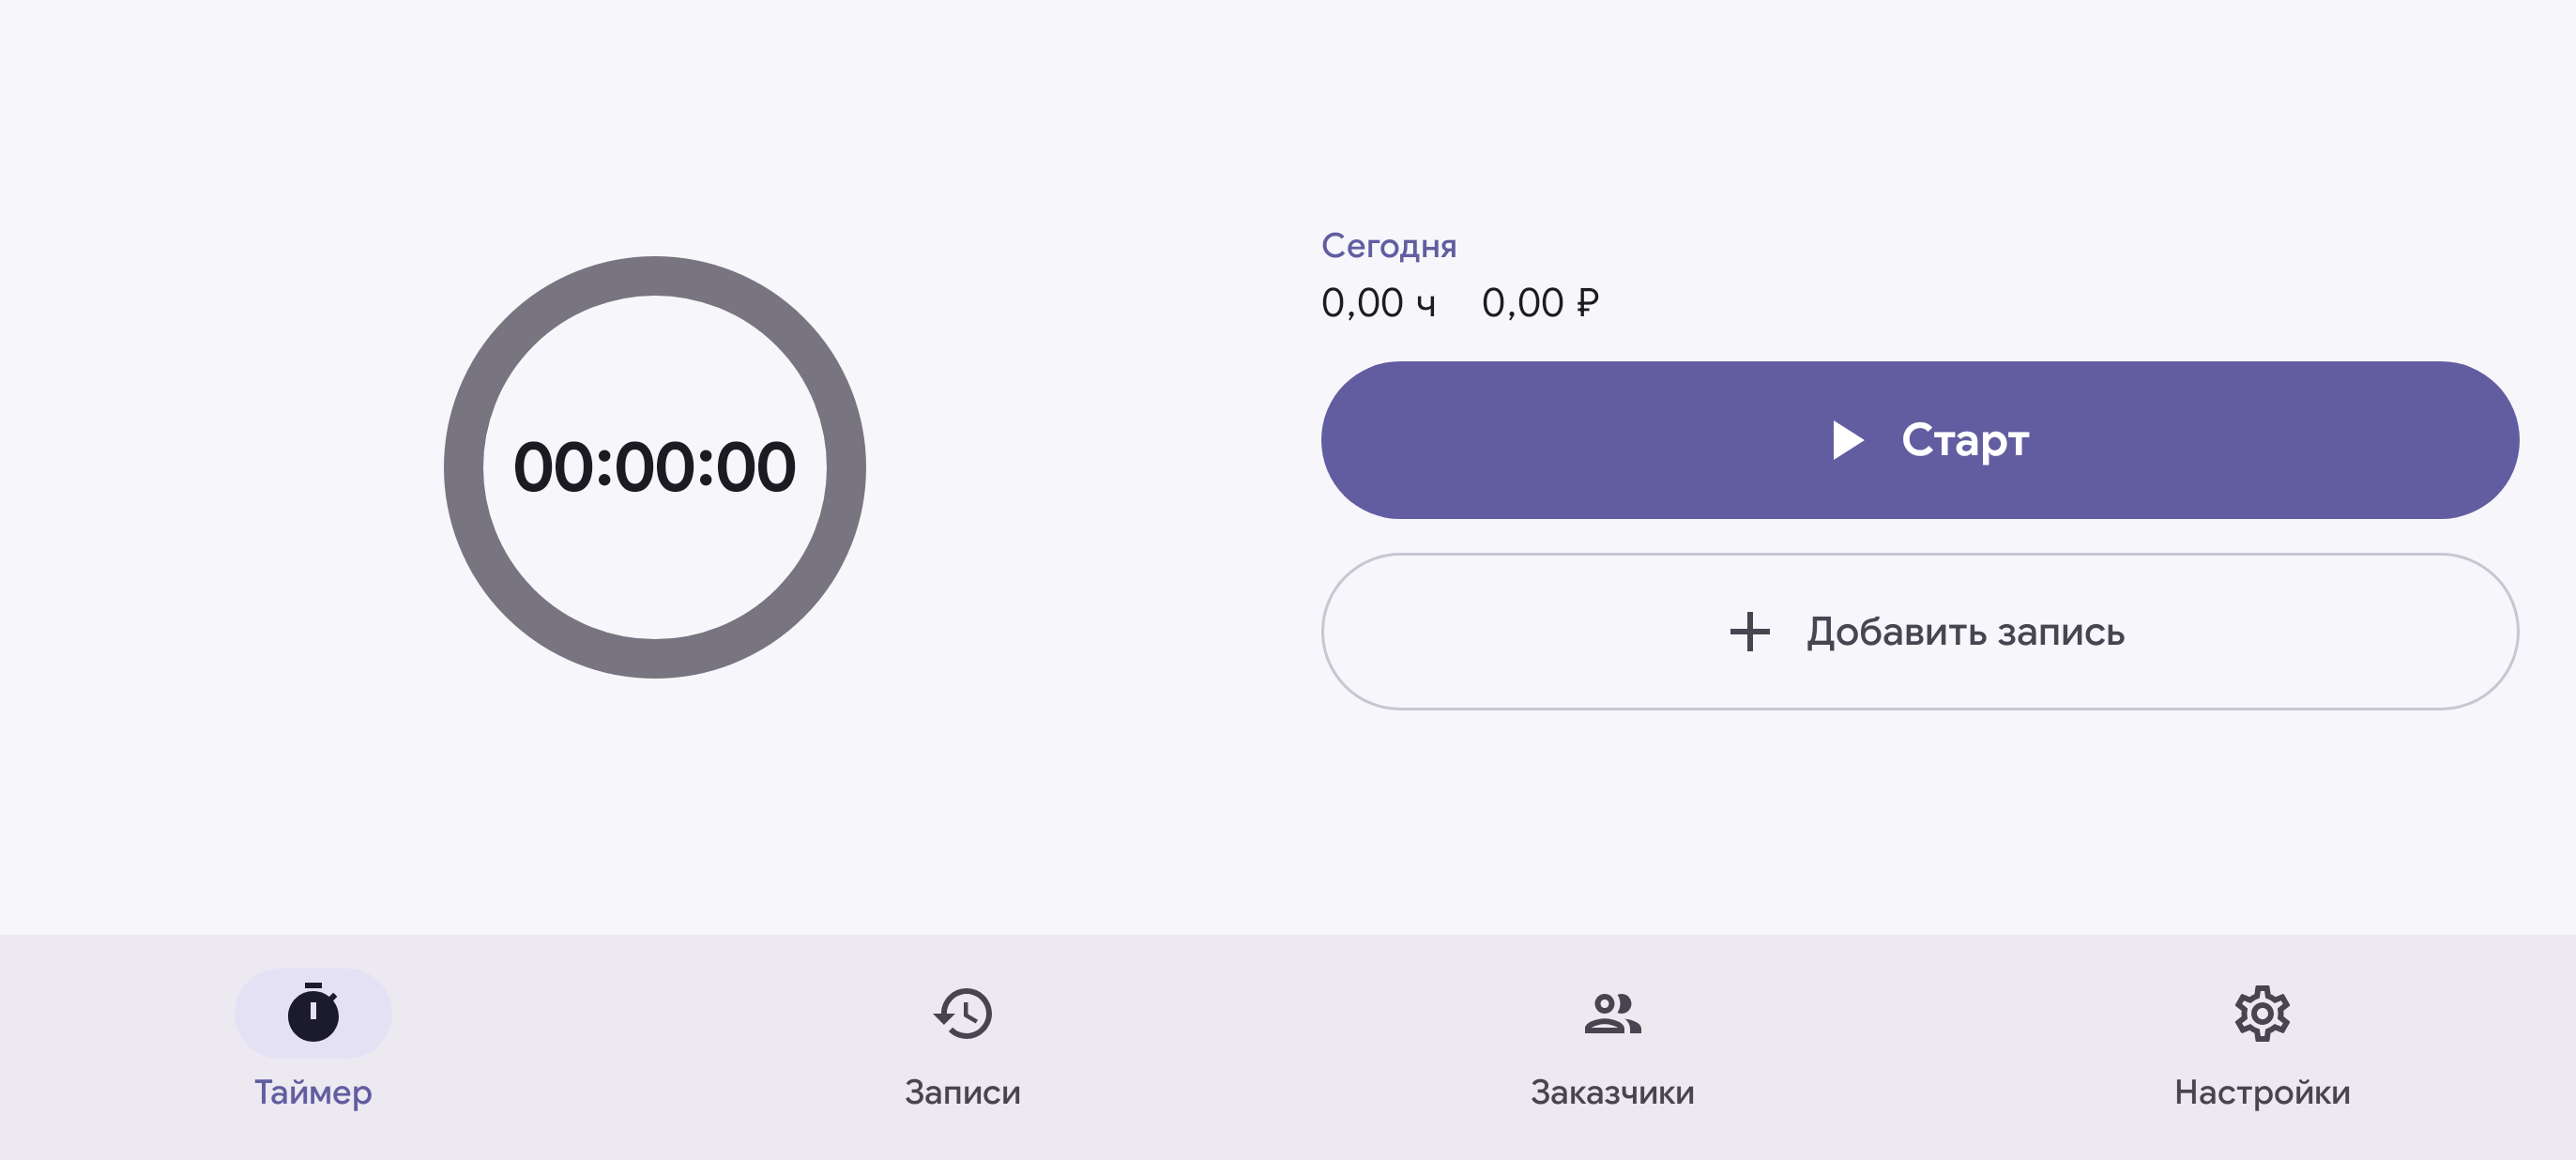 00:00:00
Сегодня
0,00 ч 0,00 ₽
Старт
Добавить запись
Таймер
Записи
Заказчики
Настройки